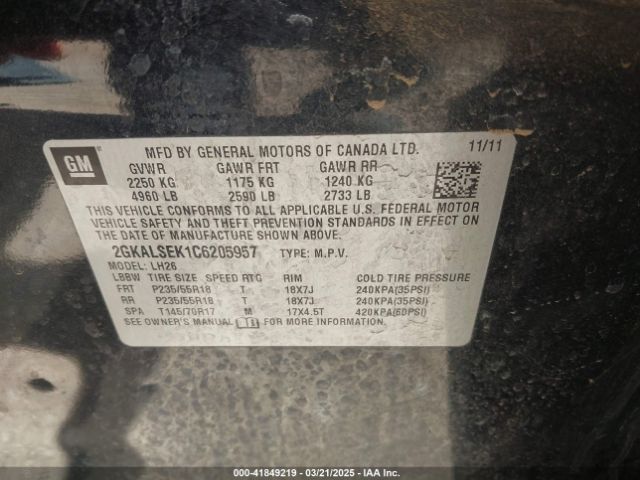 GM
MFD BY GENERAL MOTORS OF CANADA LTD. 11/11
GVWR GAWR FRT GAWR RR
2250 KG 1175 KG 1240 KG
4960 LB 2590 LB 2733 LB
THIS VEHICLE CONFORMS TO ALL APPLICABLE U.S. FEDERAL MOTOR
VEHICLE SAFETY AND THEFT PREVENTION STANDARDS IN EFFECT ON THE
DATE OF MANUFACTURE SHOWN ABOVE.
2GKALSEK1C6205957 TYPE: M.P.V.
MODEL: LH26
LBBW TIRE SIZE SPEED RTG RIM COLD TIRE PRESSURE
FRT P235/55R18 T 18X7J 240KPA(35PSI)
RR P235/55R18 T 18X7J 240KPA(35PSI)
SPA T145/70R17 M 17X4.5T 420KPA(60PSI)
SEE OWNER'S MANUAL FOR MORE INFORMATION.
000-41849219 - 03/21/2025 - IAA Inc.